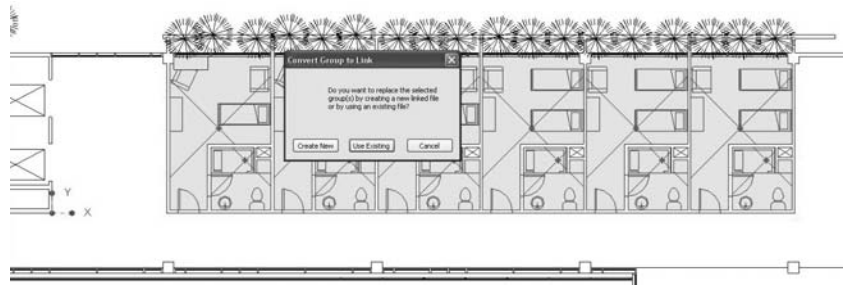 Convert Group to Link
Do you want to replace the selected
group(s) by creating a new linked file
or by using an existing file?
Create New
Use Existing
Cancel
Y
X